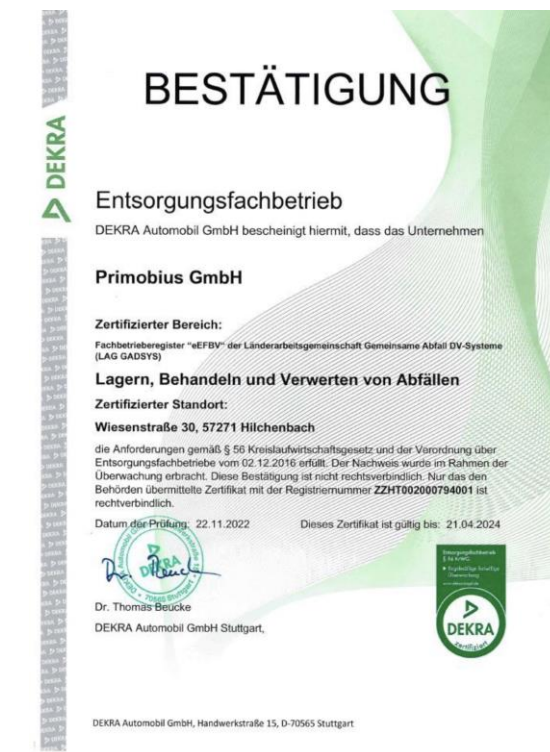 BESTÄTIGUNG
DEKRA
Entsorgungsfachbetrieb
DEKRA Automobil GmbH bescheinigt hiermit, dass das Unternehmen
Primobius GmbH
Zertifizierter Bereich:
Fachbetrieberegister "eEFBV" der Länderarbeitsgemeinschaft Gemeinsame Abfall DV-Systeme
(LAG GADSYS)
Lagern, Behandeln und Verwerten von Abfällen
Zertifizierter Standort:
Wiesenstraße 30, 57271 Hilchenbach
die Anforderungen gemäß § 56 Kreislaufwirtschaftsgesetz und der Verordnung über
Entsorgungsfachbetriebe vom 02.12.2016 erfüllt. Der Nachweis wurde im Rahmen der
Überwachung erbracht. Diese Bestätigung ist nicht rechtsverbindlich. Nur das den
Behörden übermittelte Zertifikat mit der Registriernummer ZZHT002000794001 ist
rechtverbindlich.
Datum der Prüfung: 22.11.2022 Dieses Zertifikat ist gültig bis: 21.04.2024
DEKRA
70565 Stuttgart
Dr. Thomas Beucke
DEKRA Automobil GmbH Stuttgart,
Entsorgungsfachbetrieb
DEKRA
zertifiziert
DEKRA Automobil GmbH, Handwerkstraße 15, D-70565 Stuttgart